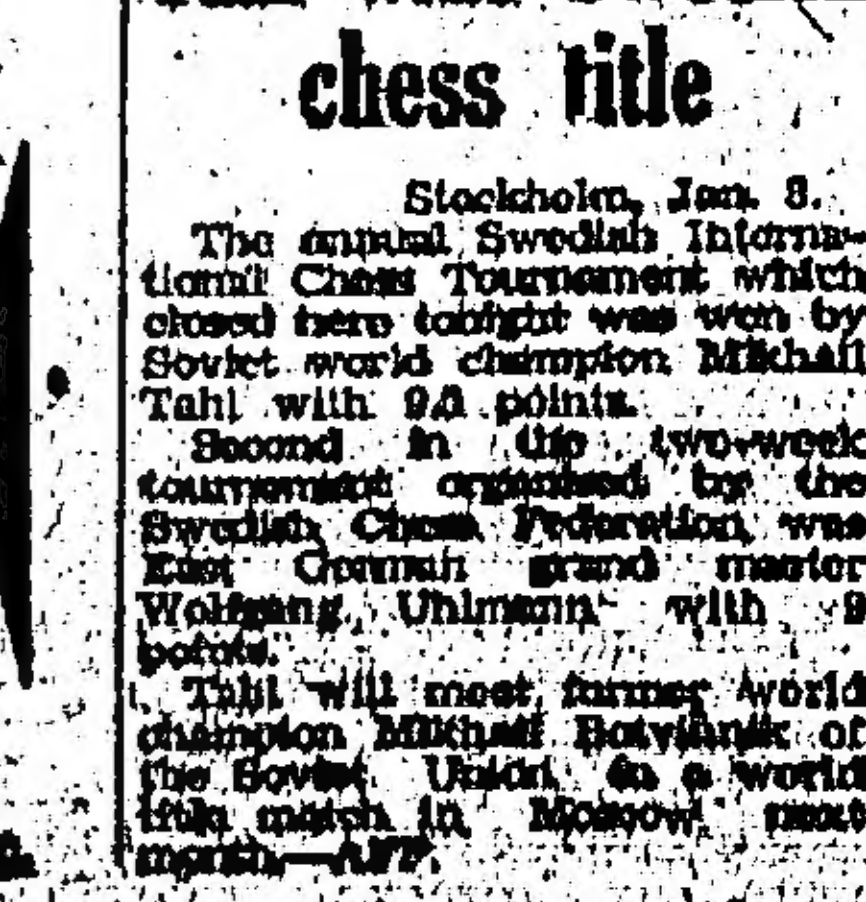 chess title
Stockholm, Jan. 8.
The annual Swedish Interna-
tional Chess Tournament which
closed here tonight was won by
Soviet world champion Mikhail
Tahl with points.
Second in the two-week
tournament organised by the
Swedish Chess Federation, was
East German grand master
Wolfgang Uhlmann with
points.
Tahl will meet former world
champion Mikhail Botvinnik of
the Soviet Union in a world
title match in Moscow next
month.—AFP.